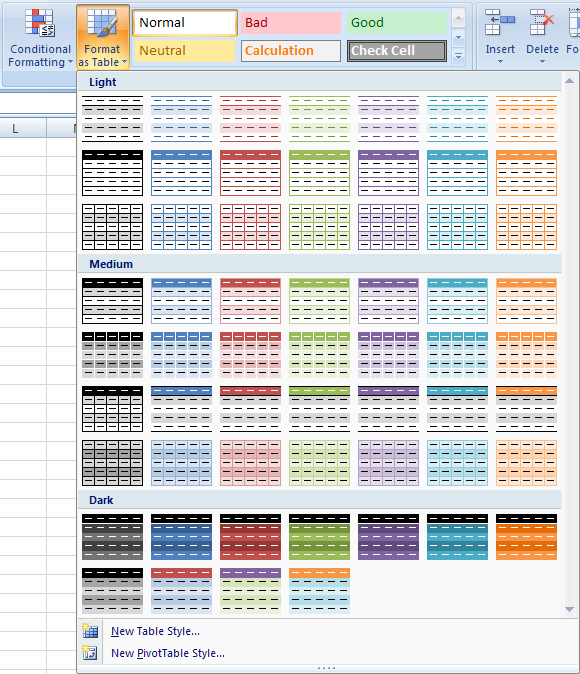 Conditional
Formatting
Format
as Table
Normal
Bad
Good
Neutral
Calculation
Check Cell
Insert
Delete
Fo
L
Light
Medium
Dark
New Table Style...
New PivotTable Style...